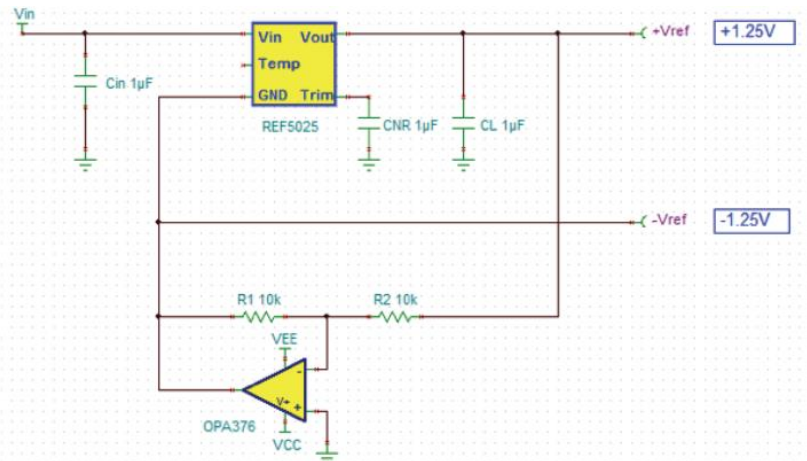 Vin
+Vref
+1.25V
Vin Vout
Temp
GND Trim
Cin 1µF
REF5025
CNR 1µF
CL 1µF
-Vref
-1.25V
R1 10k
R2 10k
VEE
-
V+ +
OPA376
VCC